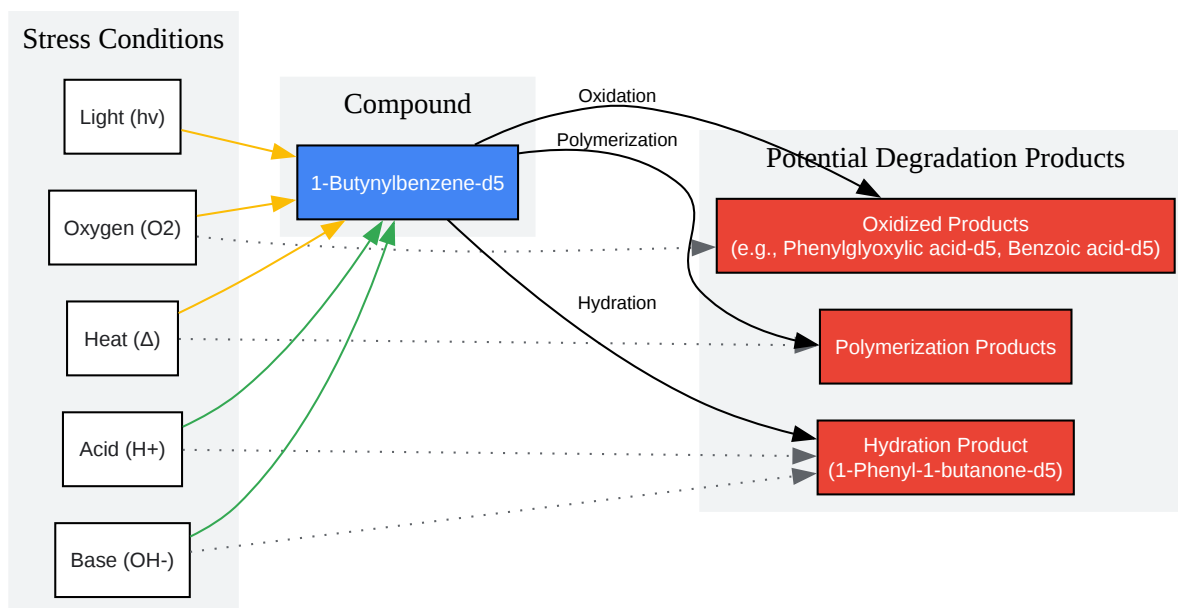 Stress Conditions
Light (hv)
Oxygen (O2)
Heat (Δ)
Acid (H+)
Base (OH-)
Compound
1-Butynylbenzene-d5
Oxidation
Polymerization
Hydration
Potential Degradation Products
Oxidized Products
(e.g., Phenylglyoxylic acid-d5, Benzoic acid-d5)
Polymerization Products
Hydration Product
(1-Phenyl-1-butanone-d5)